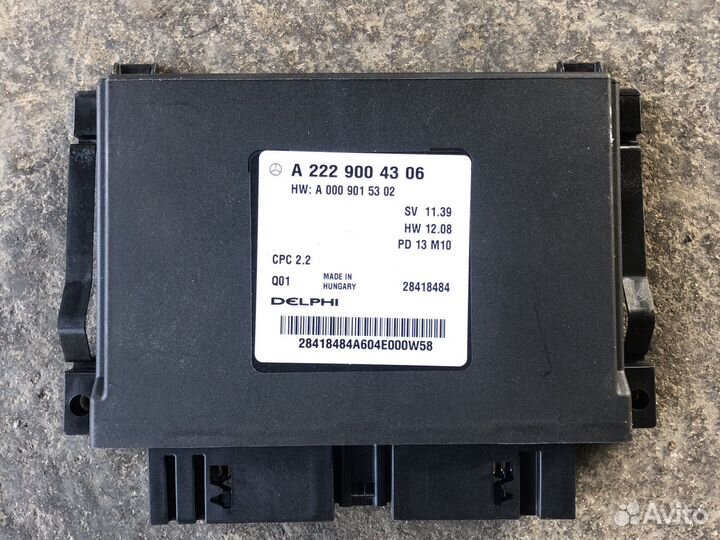 A 222 900 43 06
HW: A 000 901 53 02
SV 11.39
HW 12.08
PD 13 M10
CPC 2.2
Q01 MADE IN HUNGARY 28418484
DELPHI
28418484A604E000W58
Avito